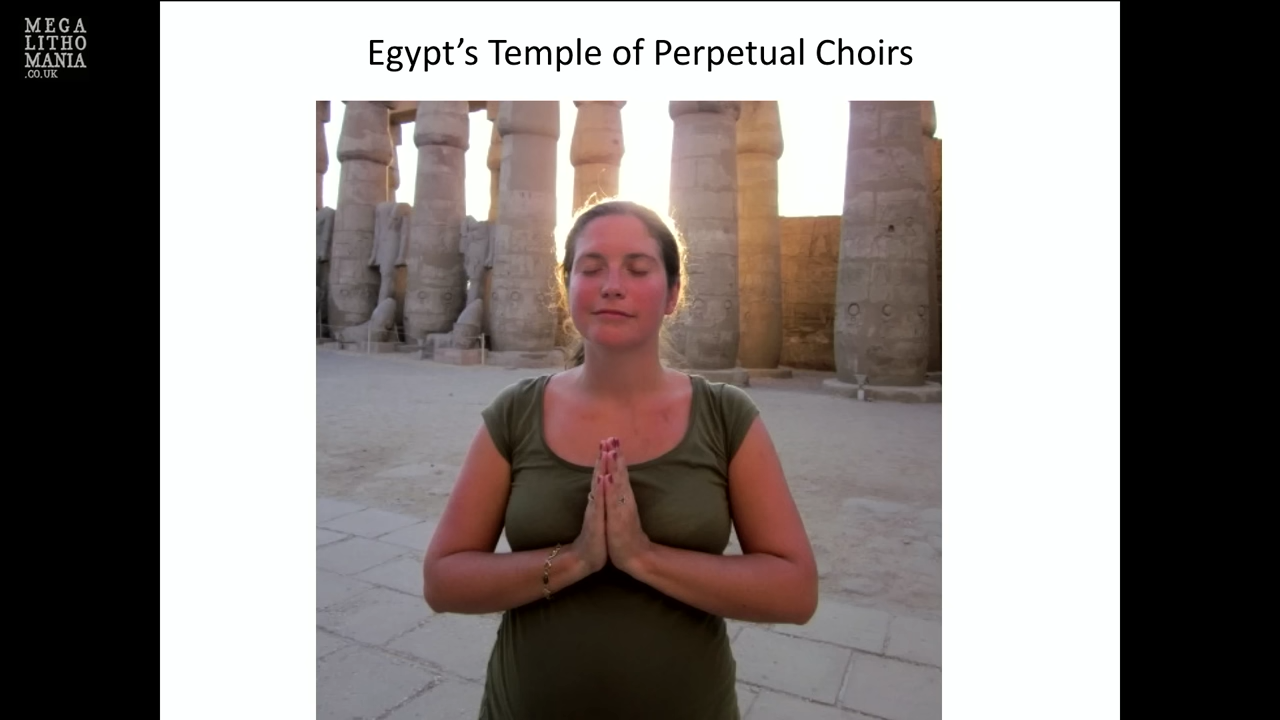 MEGA
LITHO
MANIA
.CO.UK
Egypt’s Temple of Perpetual Choirs